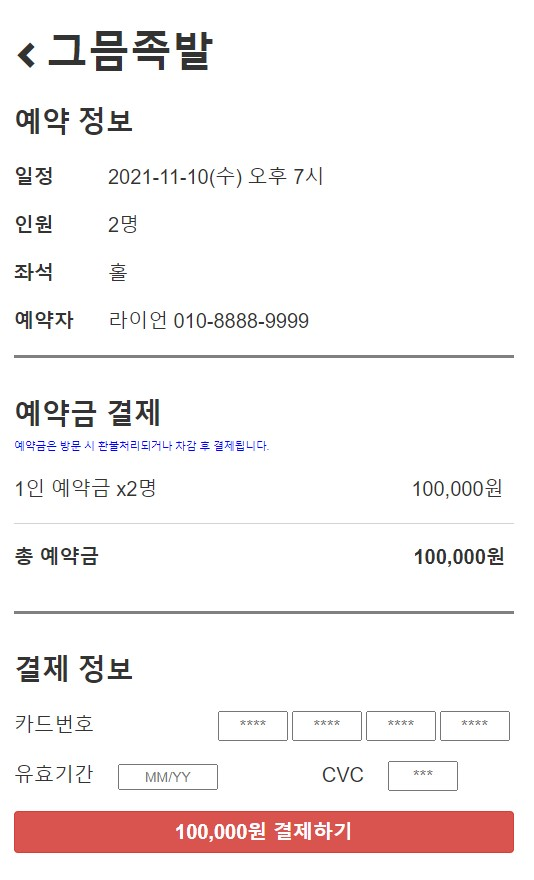 그믐족발
예약 정보
일정 2021-11-10(수) 오후 7시
인원 2명
좌석 홀
예약자 라이언 010-8888-9999
예약금 결제
예약금은 방문 시 환불처리되거나 차감 후 결제됩니다.
1인 예약금 x2명 100,000원
총 예약금 100,000원
결제 정보
카드번호 **** **** **** ****
유효기간 MM/YY CVC ***
100,000원 결제하기